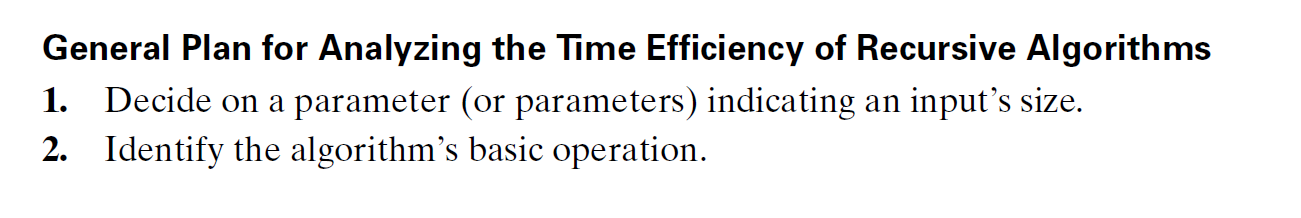 General Plan for Analyzing the Time Efficiency of Recursive Algorithms
1. Decide on a parameter (or parameters) indicating an input’s size.
2. Identify the algorithm’s basic operation.